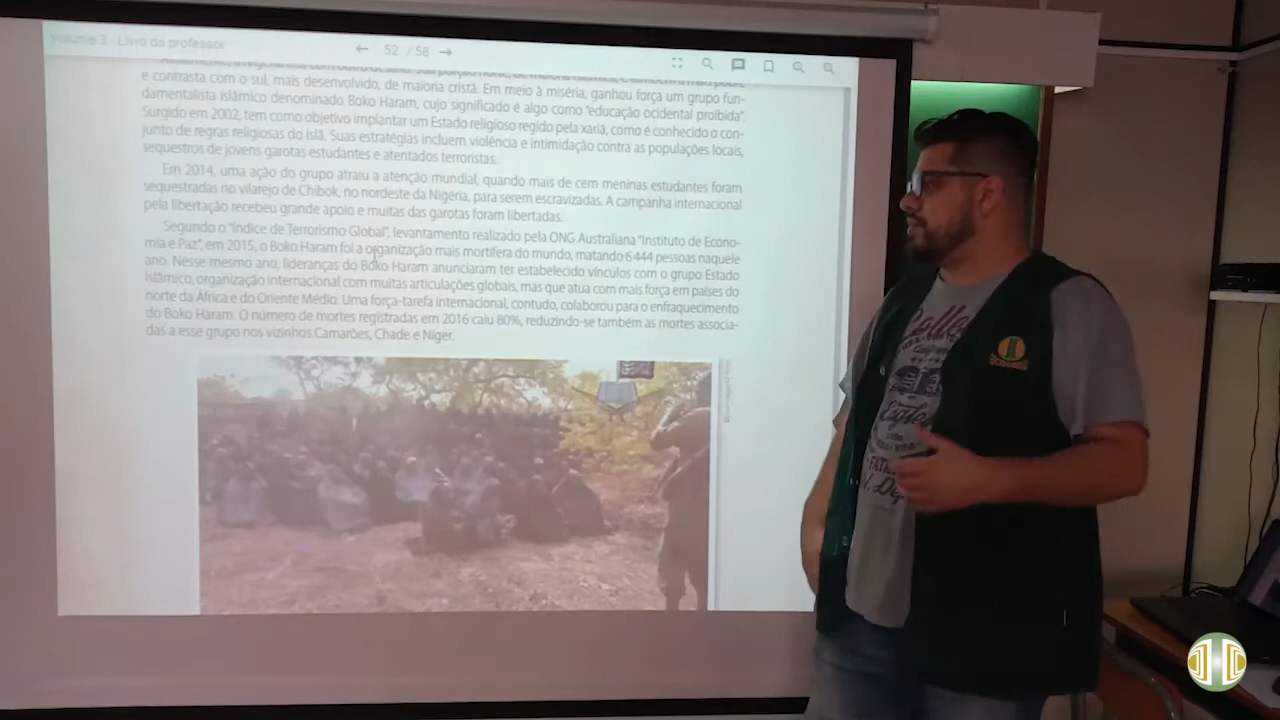 Volume 3 - Livro do professor
52 / 58
e contrasta com o sul, mais desenvolvido, de maioria cristã. Em meio à miséria, ganhou força um grupo fun-
damentalista islâmico denominado Boko Haram, cujo significado é algo como "educação ocidental proibida".
Surgido em 2002, tem como objetivo implantar um Estado religioso regido pela xariá, como é conhecido o con-
junto de regras religiosas do islã. Suas estratégias incluem violência e intimidação contra as populações locais,
sequestros de jovens garotas estudantes e atentados terroristas.
Em 2014, uma ação do grupo atraiu a atenção mundial, quando mais de cem meninas estudantes foram
sequestradas no vilarejo de Chibok, no nordeste da Nigéria, para serem escravizadas. A campanha internacional
pela libertação recebeu grande apoio e muitas das garotas foram libertadas.
Segundo o "Índice de Terrorismo Global", levantamento realizado pela ONG Australiana "Instituto de Econo-
mia e Paz", em 2015, o Boko Haram foi a organização mais mortífera do mundo, matando 6 444 pessoas naquele
ano. Nesse mesmo ano, lideranças do Boko Haram anunciaram ter estabelecido vínculos com o grupo Estado
Islâmico, organização internacional com muitas articulações globais, mas que atua com mais força em países do
norte da África e do Oriente Médio. Uma força-tarefa internacional, contudo, colaborou para o enfraquecimento
do Boko Haram. O número de mortes registradas em 2016 caiu 80%, reduzindo-se também as mortes associa-
das a esse grupo nos vizinhos Camarões, Chade e Níger.